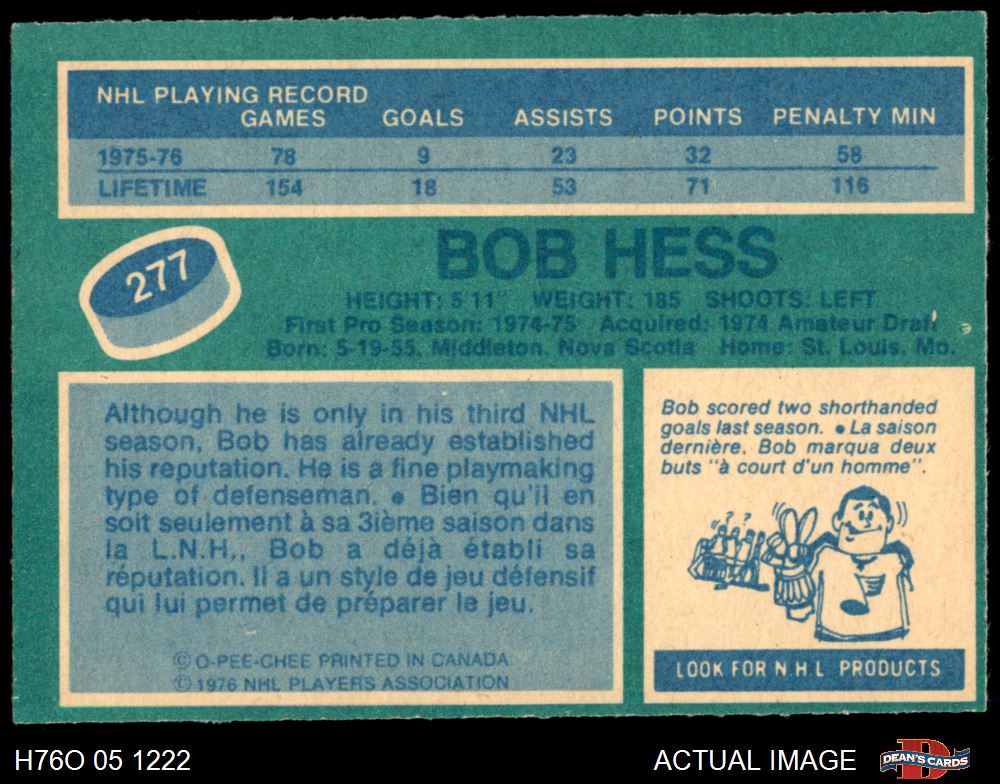 NHL PLAYING RECORD
GAMES GOALS ASSISTS POINTS PENALTY MIN
1975-76 78 9 23 32 58
LIFETIME 154 18 53 71 116
277
BOB HESS
HEIGHT: 5'11" WEIGHT: 185 SHOOTS: LEFT
First Pro Season: 1974-75 Acquired: 1974 Amateur Draft
Born: 5-19-55, Middleton, Nova Scotia Home: St. Louis, Mo.
Although he is only in his third NHL
season, Bob has already established
his reputation. He is a fine playmaking
type of defenseman. ● Bien qu'il en
soit seulement à sa 3ième saison dans
la L.N.H., Bob a déjà établi sa
réputation. Il a un style de jeu défensif
qui lui permet de préparer le jeu.
© O-PEE-CHEE PRINTED IN CANADA
© 1976 NHL PLAYERS ASSOCIATION
Bob scored two shorthanded
goals last season. ● La saison
dernière, Bob marqua deux
buts "à court d'un homme".
? ?
LOOK FOR N.H.L PRODUCTS
H76O 05 1222
ACTUAL IMAGE
D
DEAN'S CARDS